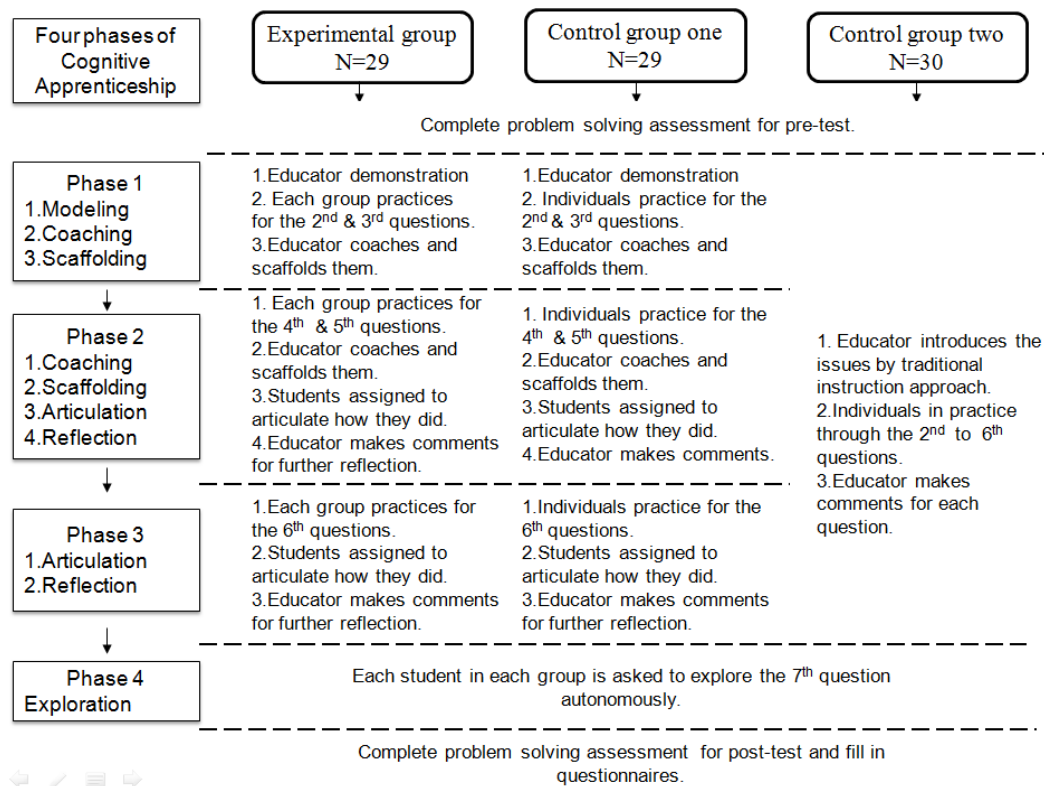 Four phases of
Cognitive
Apprenticeship
Experimental group
N=29
Control group one
N=29
Control group two
N=30
Complete problem solving assessment for pre-test.
Phase 1
1.Modeling
2.Coaching
3.Scaffolding
1.Educator demonstration
2. Each group practices
for the 2nd & 3rd questions.
3.Educator coaches and
scaffolds them.
1.Educator demonstration
2. Individuals practice for the
2nd & 3rd questions.
3.Educator coaches and
scaffolds them.
Phase 2
1.Coaching
2.Scaffolding
3.Articulation
4.Reflection
1. Each group practices for
the 4th & 5th questions.
2.Educator coaches and
scaffolds them.
3.Students assigned to
articulate how they did.
4.Educator makes comments
for further reflection.
1. Individuals practice for the
4th & 5th questions.
2.Educator coaches and
scaffolds them.
3.Students assigned to
articulate how they did.
4.Educator makes comments.
1. Educator introduces the
issues by traditional
instruction approach.
2.Individuals in practice
through the 2nd to 6th
questions.
3.Educator makes
comments for each
question.
Phase 3
1.Articulation
2.Reflection
1.Each group practices for
the 6th questions.
2.Students assigned to
articulate how they did.
3.Educator makes comments
for further reflection.
1.Individuals practice for the
6th questions.
2.Students assigned to
articulate how they did.
3.Educator makes comments
for further reflection.
Phase 4
Exploration
Each student in each group is asked to explore the 7th question
autonomously.
Complete problem solving assessment for post-test and fill in
questionnaires.